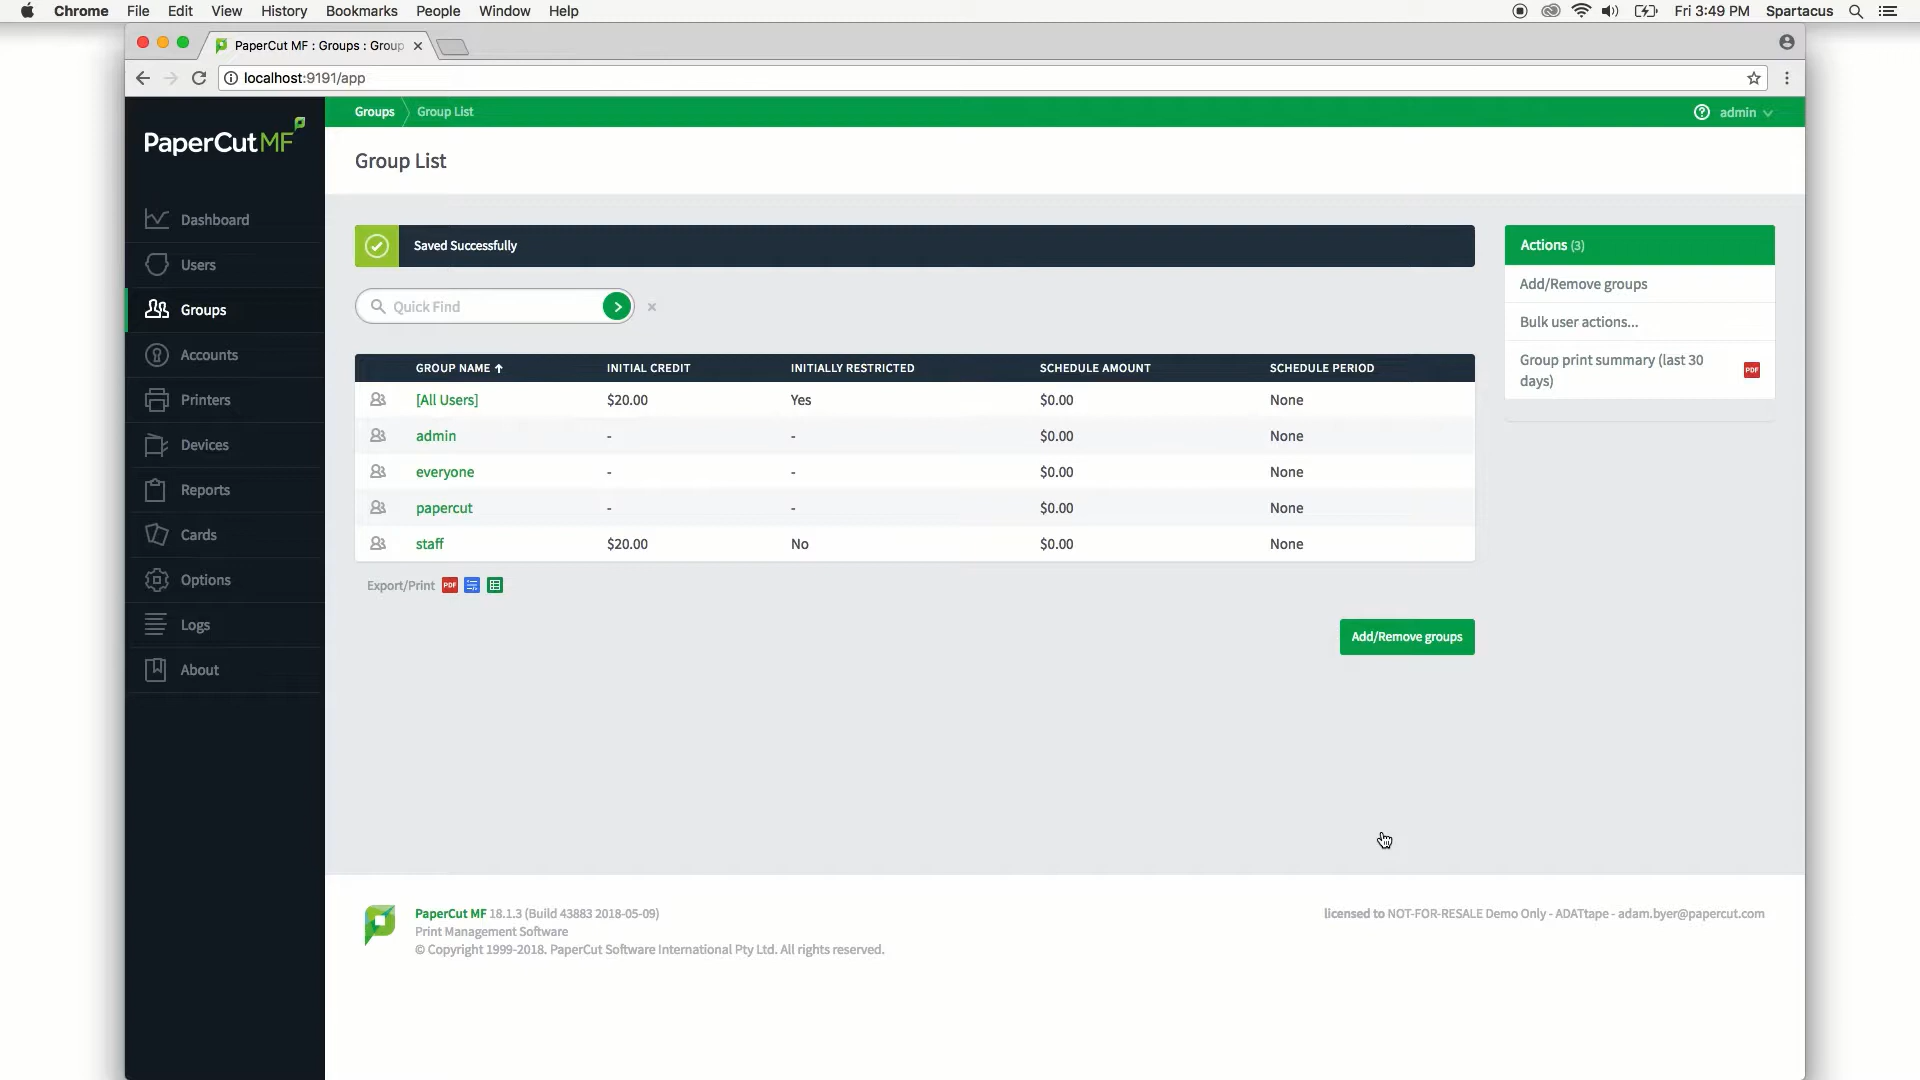 Chrome File Edit View History Bookmarks People Window Help Fri 3:49 PM Spartacus
PaperCut MF : Groups : Group
localhost:9191/app
PaperCutMF
Groups Group List admin
Group List
Dashboard
Users
Groups
Accounts
Printers
Devices
Reports
Cards
Options
Logs
About
Saved Successfully
Quick Find
GROUP NAME INITIAL CREDIT INITIALLY RESTRICTED SCHEDULE AMOUNT SCHEDULE PERIOD
[All Users] $20.00 Yes $0.00 None
admin - - $0.00 None
everyone - - $0.00 None
papercut - - $0.00 None
staff $20.00 No $0.00 None
Export/Print PDF
Add/Remove groups
Actions (3)
Add/Remove groups
Bulk user actions...
Group print summary (last 30
days) PDF
PaperCut MF 18.1.3 (Build 43883 2018-05-09)
Print Management Software
© Copyright 1999-2018. PaperCut Software International Pty Ltd. All rights reserved.
licensed to NOT-FOR-RESALE Demo Only - ADATtape - adam.byer@papercut.com